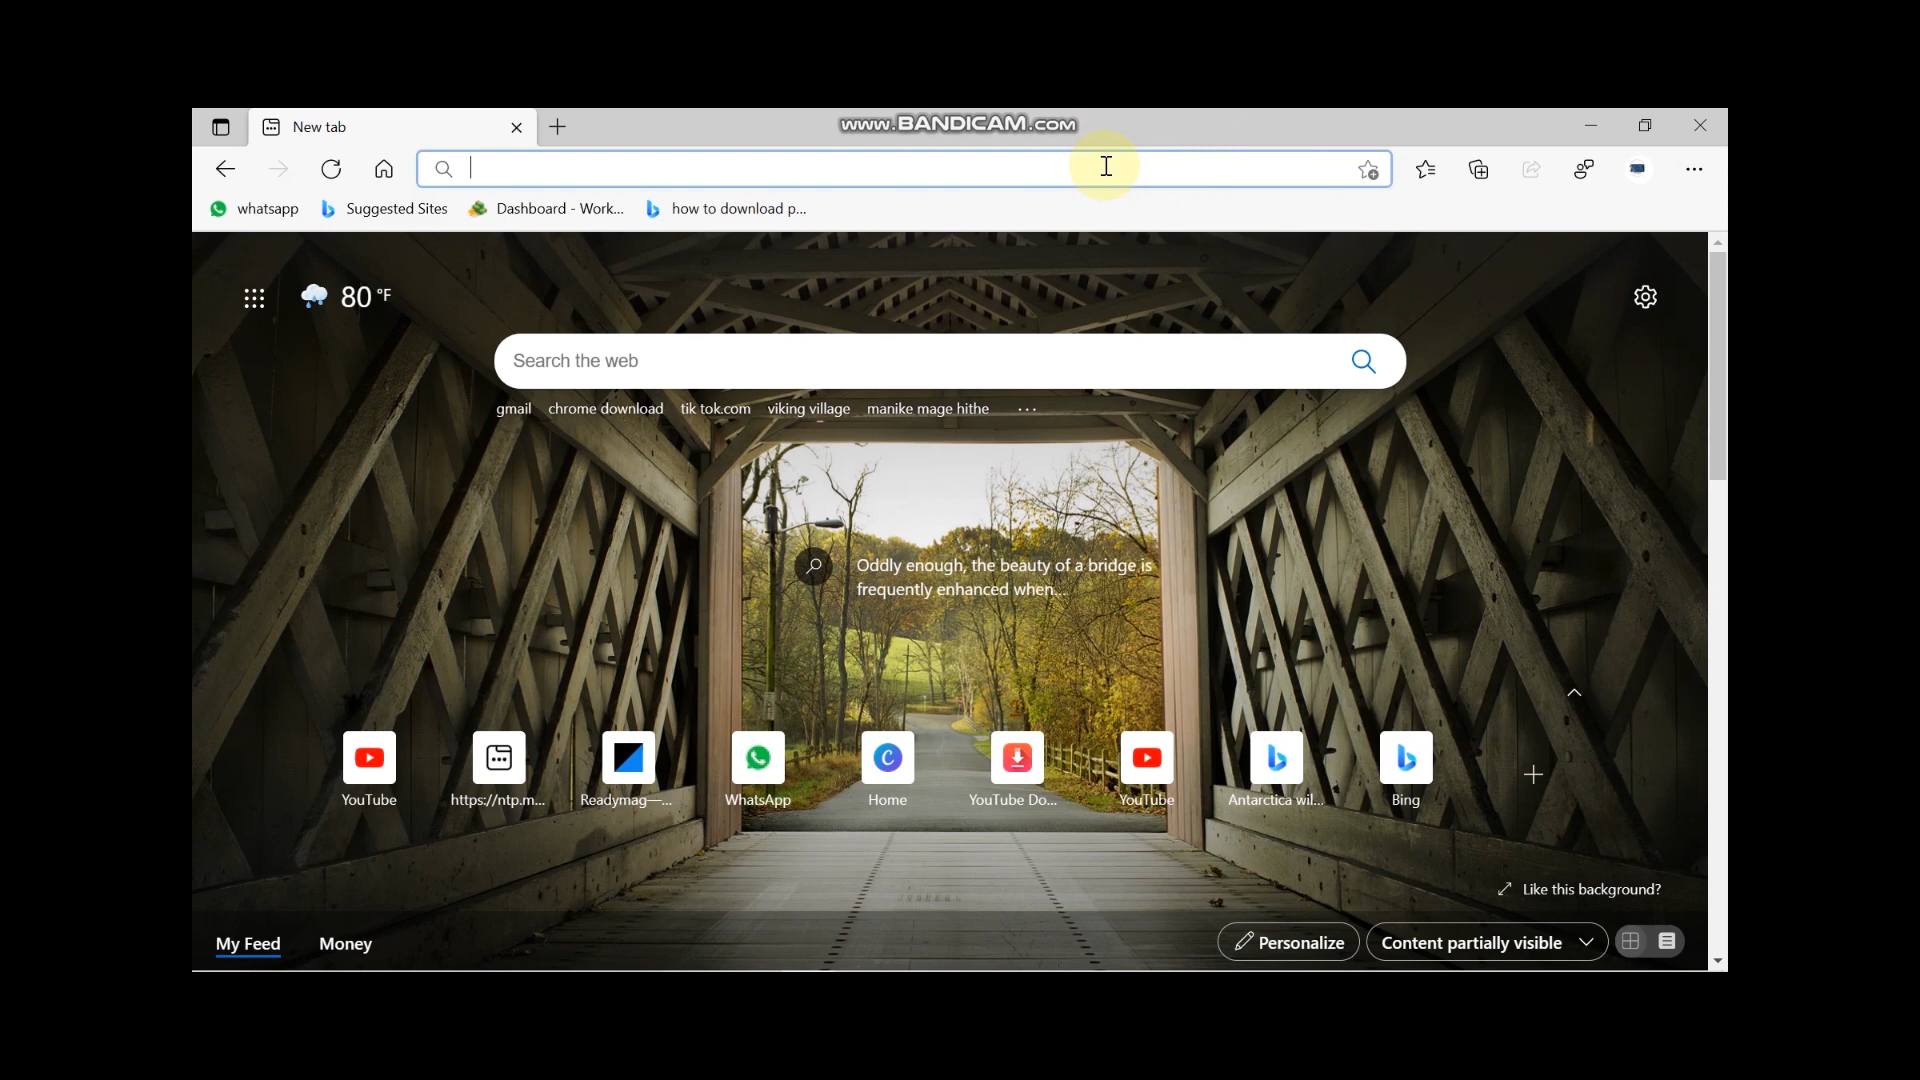 New tab
www.BANDICAM.com
whatsapp
Suggested Sites
Dashboard - Work...
how to download p...
80 °F
Search the web
gmail
chrome download
tik tok.com
viking village
manike mage hithe
...
Oddly enough, the beauty of a bridge is
frequently enhanced when...
YouTube
https://ntp.m...
Readymag—...
WhatsApp
Home
YouTube Do...
YouTube
Antarctica wil...
Bing
Like this background?
My Feed
Money
Personalize
Content partially visible